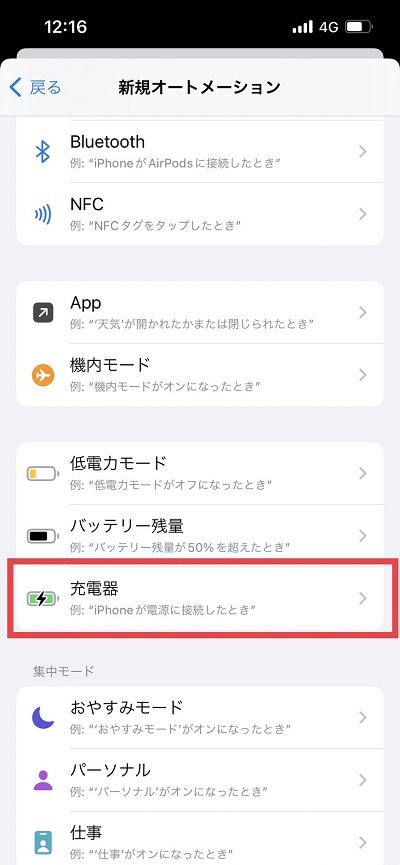 12:16 4G
戻る 新規オートメーション
Bluetooth
例: “iPhoneがAirPodsに接続したとき”
NFC
例: “NFCタグをタップしたとき”
App
例: “‘天気’が開かれたかまたは閉じられたとき”
機内モード
例: “機内モードがオンになったとき”
低電力モード
例: “低電力モードがオフになったとき”
バッテリー残量
例: “バッテリー残量が50%を超えたとき”
充電器
例: “iPhoneが電源に接続したとき”
集中モード
おやすみモード
例: “‘おやすみモード’がオンになったとき”
パーソナル
例: “‘パーソナル’がオンになったとき”
仕事
例: “‘仕事’がオンになったとき”